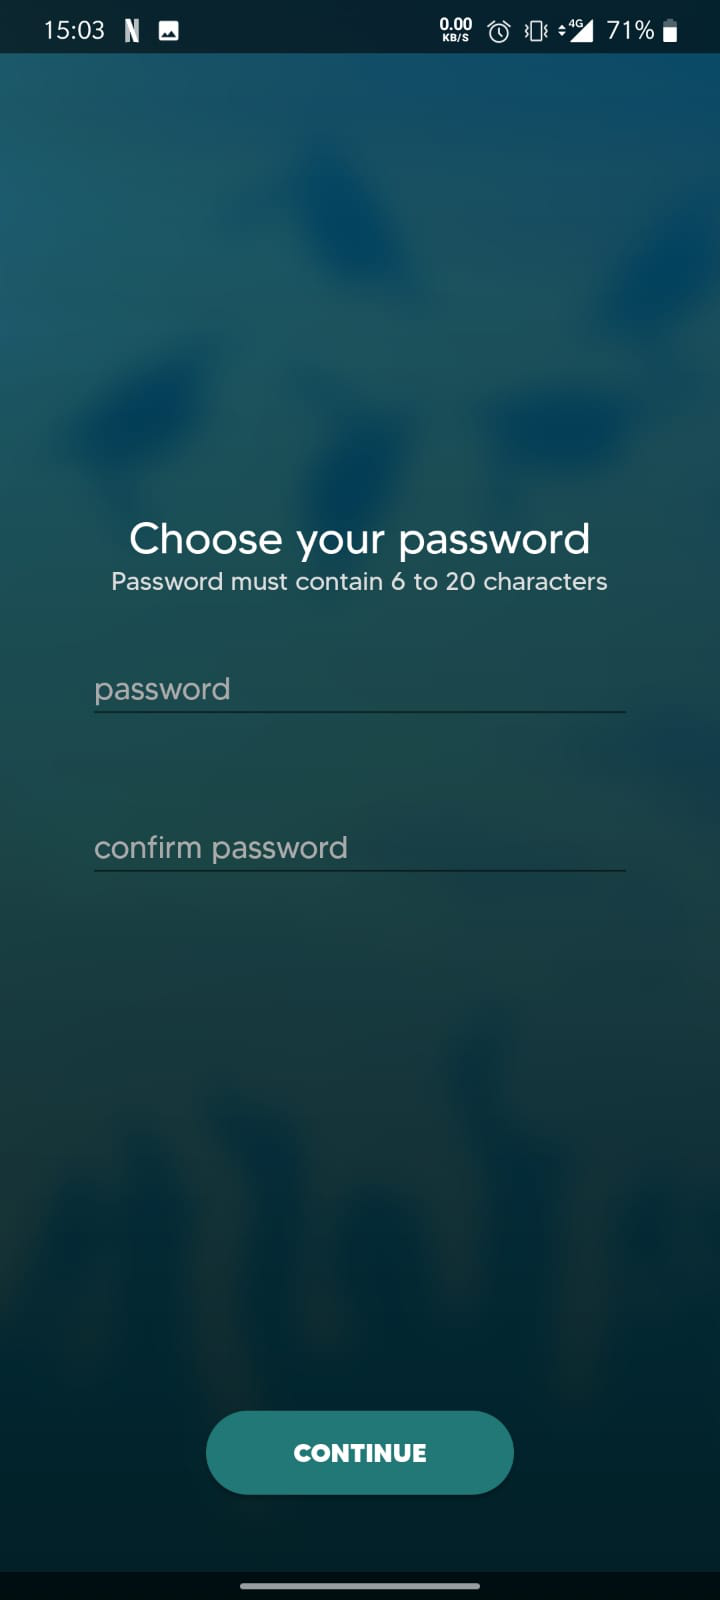 15:03 N 0.00 KB/S 4G 71%
Choose your password
Password must contain 6 to 20 characters
password
confirm password
CONTINUE